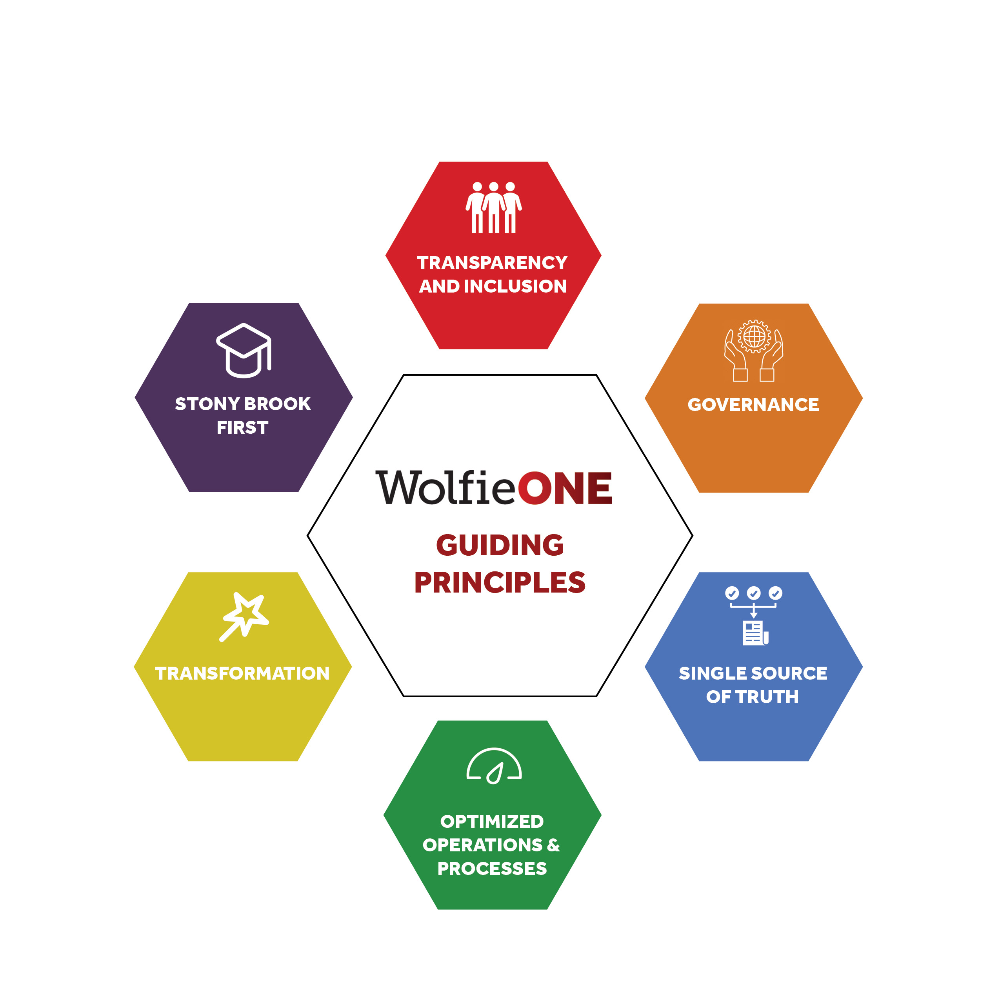 TRANSPARENCY
AND INCLUSION
STONY BROOK
FIRST
GOVERNANCE
WolfieONE
GUIDING
PRINCIPLES
TRANSFORMATION
SINGLE SOURCE
OF TRUTH
OPTIMIZED
OPERATIONS &
PROCESSES